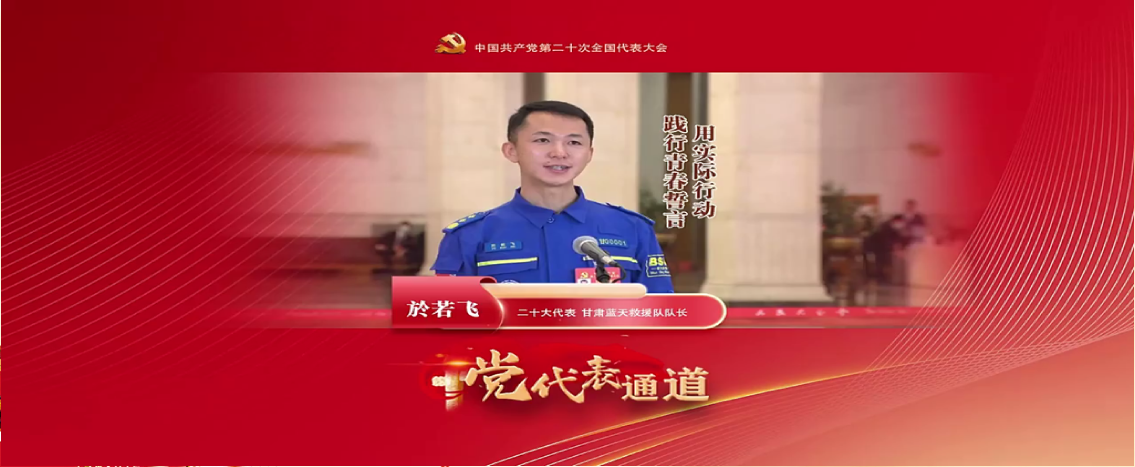 中国共产党第二十次全国代表大会
用实际行动
践行青春誓言
於若飞
二十大代表 甘肃蓝天救援队队长
党代表通道